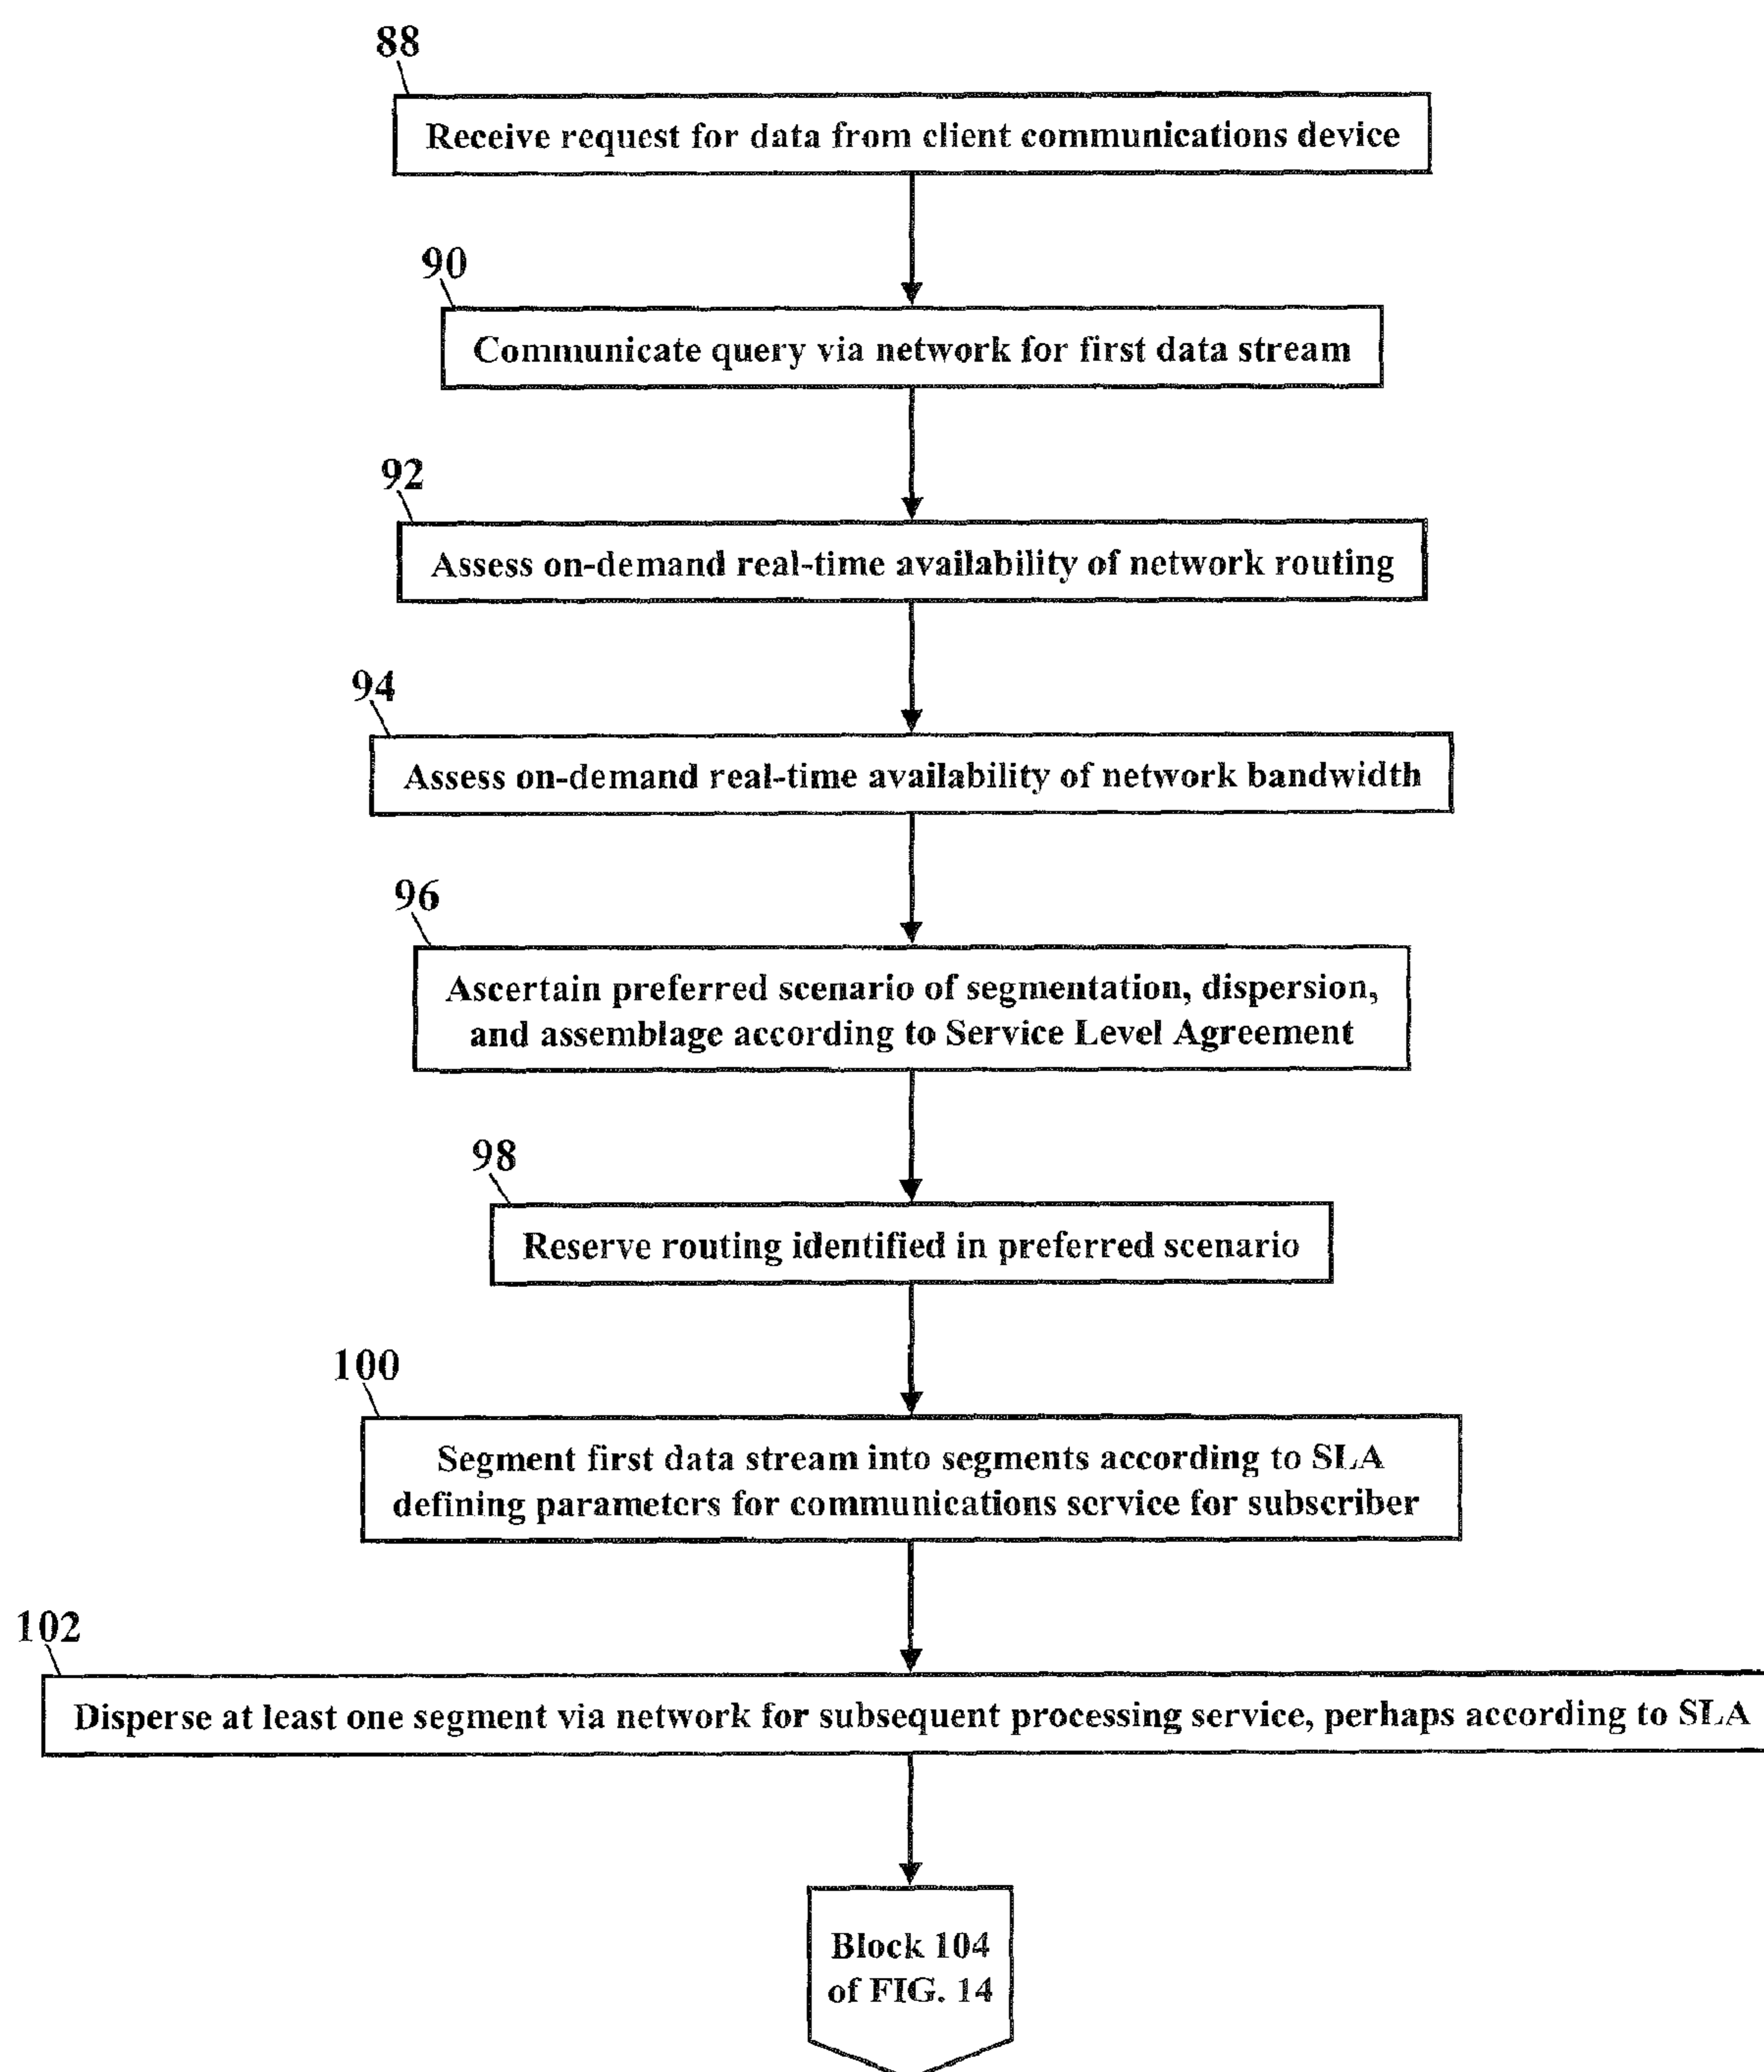 88
Receive request for data from client communications device
90
Communicate query via network for first data stream
92
Assess on-demand real-time availability of network routing
94
Assess on-demand real-time availability of network bandwidth
96
Ascertain preferred scenario of segmentation, dispersion,
and assemblage according to Service Level Agreement
98
Reserve routing identified in preferred scenario
100
Segment first data stream into segments according to SLA
defining parameters for communications service for subscriber
102
Disperse at least one segment via network for subsequent processing service, perhaps according to SLA
Block 104
of FIG. 14